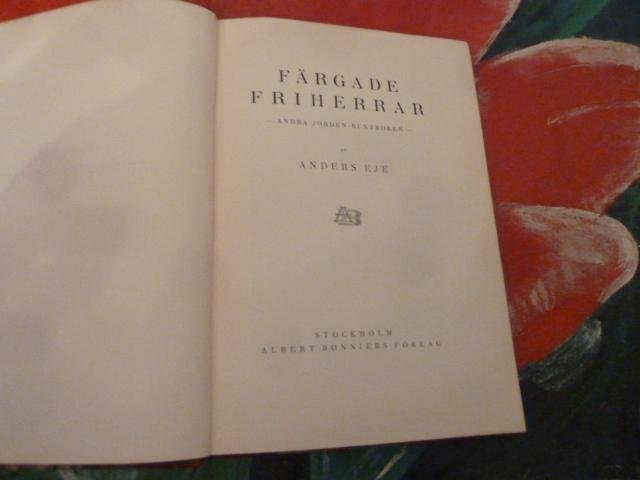 FÄRGADE
FRIHERRAR
— ANDRA JORDEN-RUNTBOKEN —
AV
ANDERS EJE
AB
STOCKHOLM
ALBERT BONNIERS FÖRLAG